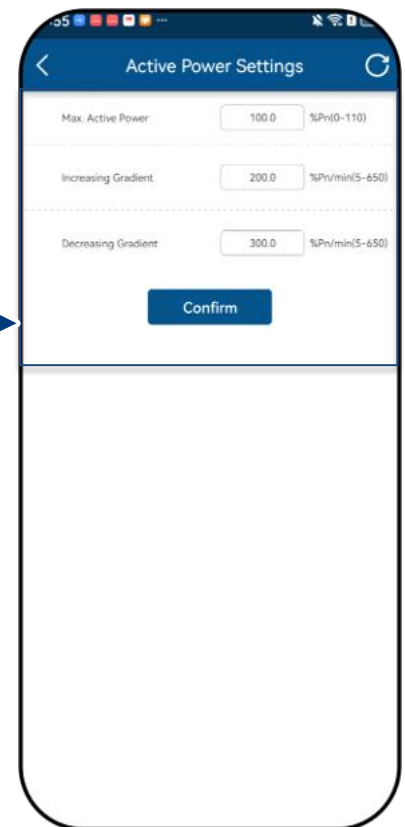 :55
Active Power Settings
Max. Active Power 100.0 %Pn(0-110)
Increasing Gradient 200.0 %Pn/min(5-650)
Decreasing Gradient 300.0 %Pn/min(5-650)
Confirm